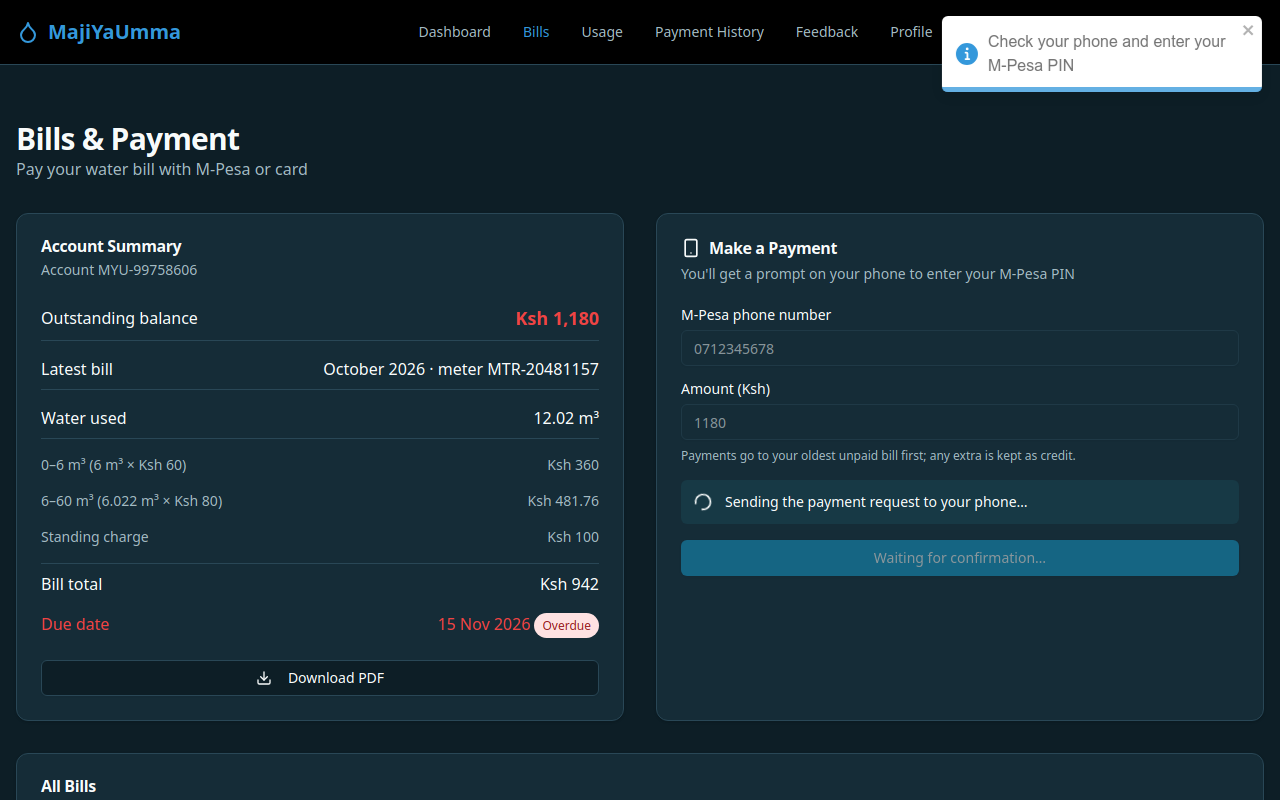 MajiYaUmma
Dashboard
Bills
Usage
Payment History
Feedback
Profile
Check your phone and enter your
M-Pesa PIN
Bills & Payment
Pay your water bill with M-Pesa or card
Account Summary
Account MYU-99758606
Outstanding balance Ksh 1,180
Latest bill October 2026 · meter MTR-20481157
Water used 12.02 m³
0–6 m³ (6 m³ × Ksh 60) Ksh 360
6–60 m³ (6.022 m³ × Ksh 80) Ksh 481.76
Standing charge Ksh 100
Bill total Ksh 942
Due date 15 Nov 2026 Overdue
Download PDF
Make a Payment
You'll get a prompt on your phone to enter your M-Pesa PIN
M-Pesa phone number
0712345678
Amount (Ksh)
1180
Payments go to your oldest unpaid bill first; any extra is kept as credit.
Sending the payment request to your phone…
Waiting for confirmation…
All Bills